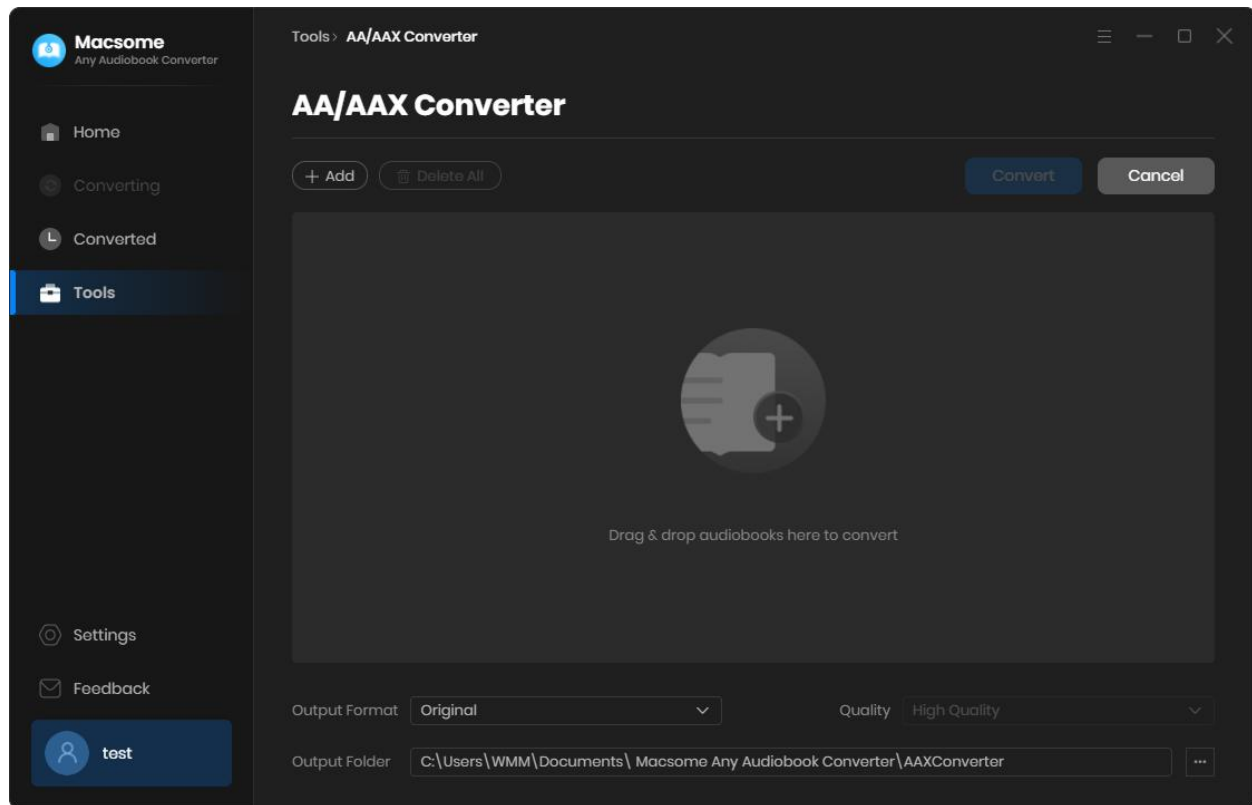 Macsome
Any Audiobook Converter
Home
Converting
Converted
Tools
Settings
Feedback
test
Tools› AA/AAX Converter
AA/AAX Converter
+ Add
Delete All
Convert
Cancel
Drag & drop audiobooks here to convert
Output Format Original
Quality High Quality
Output Folder C:\Users\WMM\Documents\ Macsome Any Audiobook Converter\AAXConverter